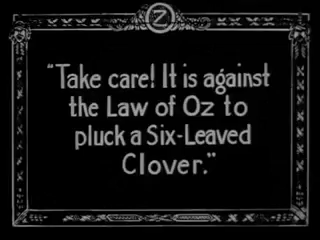 Z
"Take care! It is against
the Law of Oz to
pluck a Six-Leaved
Clover."